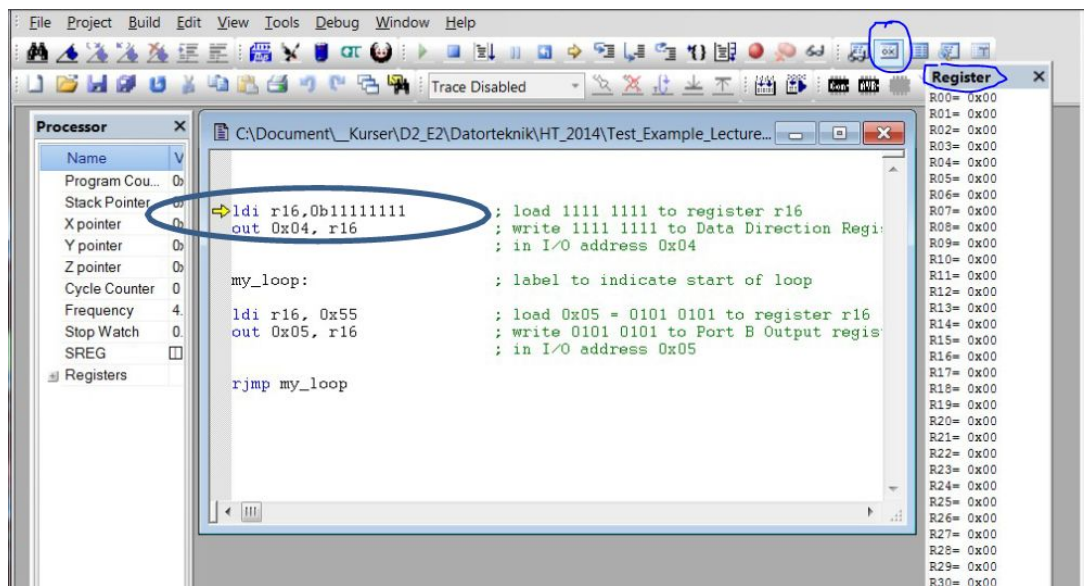 File Project Build Edit View Tools Debug Window Help
Trace Disabled
Processor
Name V
Program Cou... 0x
Stack Pointer
X pointer
Y pointer 0x
Z pointer 0x
Cycle Counter 0
Frequency 4.
Stop Watch 0.
SREG
Registers
C:\Document\__Kurser\D2_E2\Datorteknik\HT_2014\Test_Example_Lecture...
ldi r16,0b11111111 ; load 1111 1111 to register r16
out 0x04, r16 ; write 1111 1111 to Data Direction Regi
; in I/O address 0x04
my_loop: ; label to indicate start of loop
ldi r16, 0x55 ; load 0x05 = 0101 0101 to register r16
out 0x05, r16 ; write 0101 0101 to Port B Output regis
; in I/O address 0x05
rjmp my_loop
Register
R00= 0x00
R01= 0x00
R02= 0x00
R03= 0x00
R04= 0x00
R05= 0x00
R06= 0x00
R07= 0x00
R08= 0x00
R09= 0x00
R10= 0x00
R11= 0x00
R12= 0x00
R13= 0x00
R14= 0x00
R15= 0x00
R16= 0x00
R17= 0x00
R18= 0x00
R19= 0x00
R20= 0x00
R21= 0x00
R22= 0x00
R23= 0x00
R24= 0x00
R25= 0x00
R26= 0x00
R27= 0x00
R28= 0x00
R29= 0x00
R30= 0x00